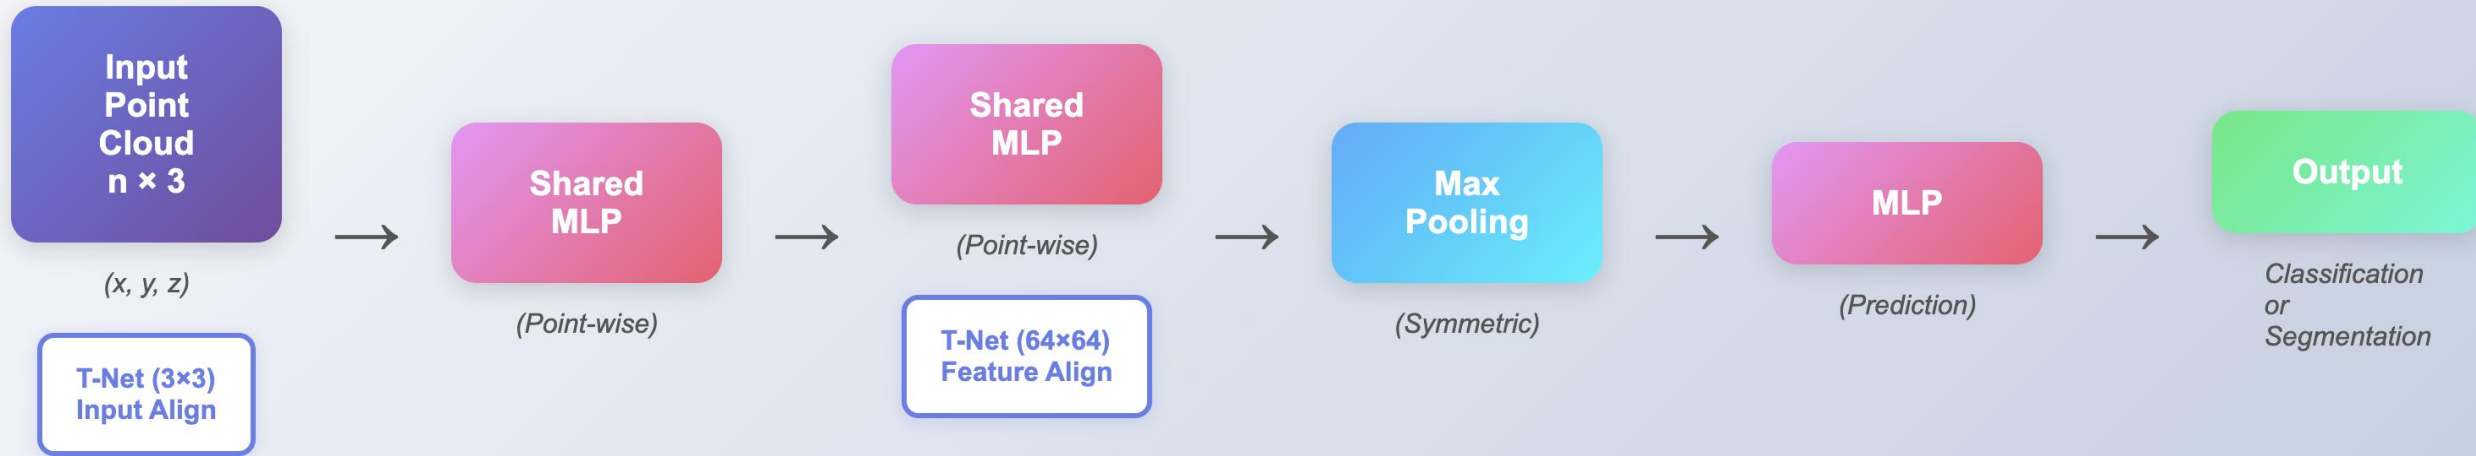 Input
Point
Cloud
n × 3
(x, y, z)
T-Net (3×3)
Input Align
→
Shared
MLP
(Point-wise)
→
Shared
MLP
(Point-wise)
T-Net (64×64)
Feature Align
→
Max
Pooling
(Symmetric)
→
MLP
(Prediction)
→
Output
Classification
or
Segmentation